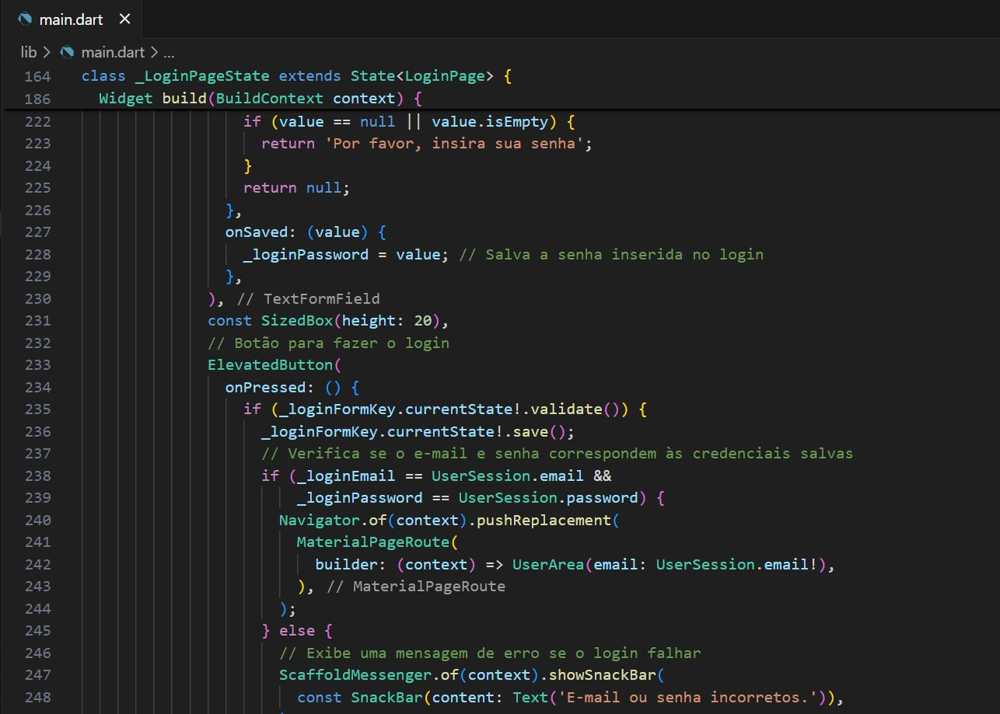 main.dart ×
lib > main.dart > ...
164 class _LoginPageState extends State<LoginPage> {
186 Widget build(BuildContext context) {
222 if (value == null || value.isEmpty) {
223 return 'Por favor, insira sua senha';
224 }
225 return null;
226 },
227 onSaved: (value) {
228 _loginPassword = value; // Salva a senha inserida no login
229 },
230 ), // TextFormField
231 const SizedBox(height: 20),
232 // Botão para fazer o login
233 ElevatedButton(
234 onPressed: () {
235 if (_loginFormKey.currentState!.validate()) {
236 _loginFormKey.currentState!.save();
237 // Verifica se o e-mail e senha correspondem às credenciais salvas
238 if (_loginEmail == UserSession.email &&
239 _loginPassword == UserSession.password) {
240 Navigator.of(context).pushReplacement(
241 MaterialPageRoute(
242 builder: (context) => UserArea(email: UserSession.email!),
243 ), // MaterialPageRoute
244 );
245 } else {
246 // Exibe uma mensagem de erro se o login falhar
247 ScaffoldMessenger.of(context).showSnackBar(
248 const SnackBar(content: Text('E-mail ou senha incorretos.')),